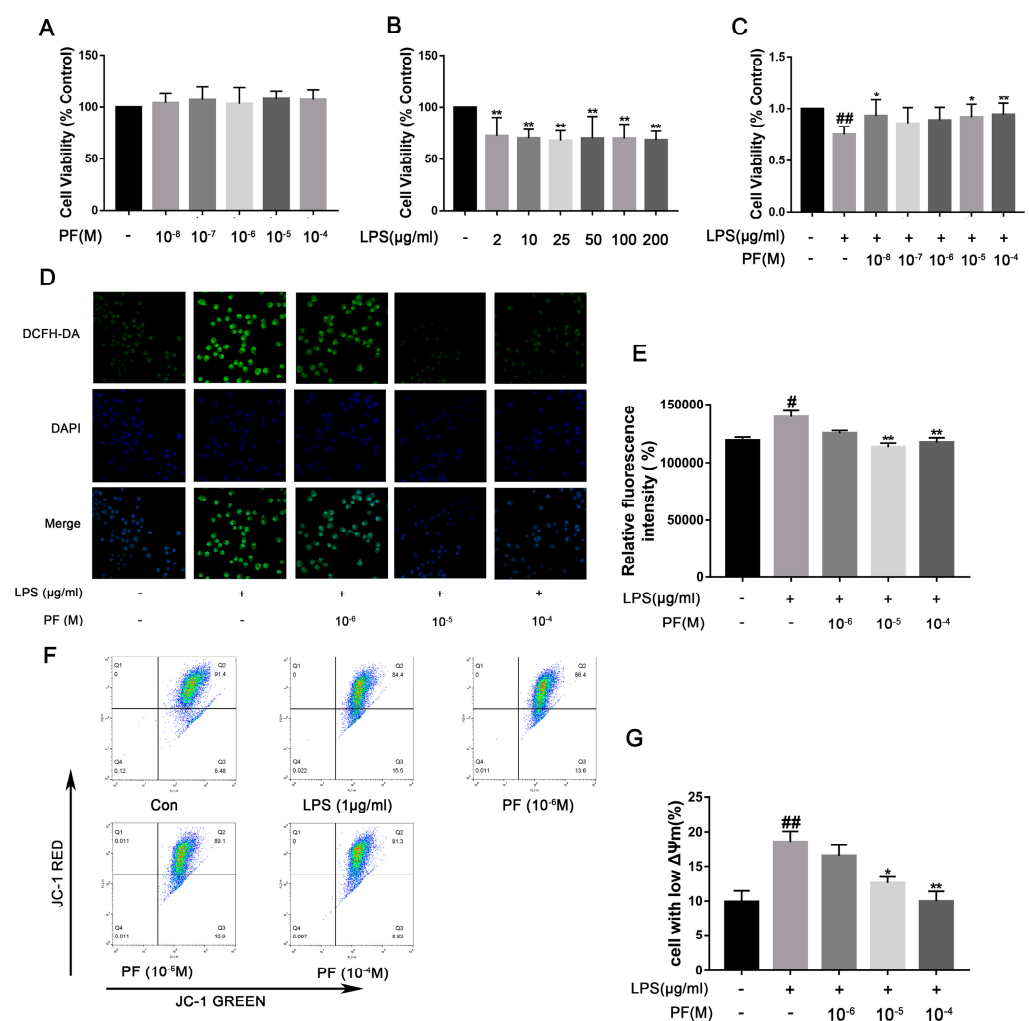 A
Cell Viability (% Control)
150
100
50
0
PF(M) - 10-8 10-7 10-6 10-5 10-4
B
Cell Viability (% Control)
150
100
50
0
** ** ** ** ** **
LPS(μg/ml) - 2 10 25 50 100 200
C
Cell Viability (% Control)
1.5
1.0
0.5
0.0
## * * **
LPS(μg/ml) - + + + + + +
PF(M) - - 10-8 10-7 10-6 10-5 10-4
D
DCFH-DA
DAPI
Merge
LPS (μg/ml) - + + + +
PF (M) - - 10-6 10-5 10-4
E
Relative fluorescence
intensity ( %)
150000
100000
50000
0
# ** **
LPS(μg/ml) - + + + +
PF(M) - - 10-6 10-5 10-4
F
JC-1 RED
Q1
0
Q2
91.4
Q4
0.12
Q3
8.48
Con
Q1
0
Q2
84.4
Q4
0.022
Q3
15.5
LPS (1μg/ml)
Q1
0
Q2
86.4
Q4
0.011
Q3
13.6
PF (10-6M)
Q1
0.011
Q2
89.1
Q4
0.011
Q3
10.9
PF (10-5M)
Q1
0
Q2
91.3
Q4
0.007
Q3
8.63
PF (10-4M)
JC-1 GREEN
G
cell with low ΔΨm(%)
25
20
15
10
5
0
## * **
LPS(μg/ml) - + + + +
PF(M) - - 10-6 10-5 10-4